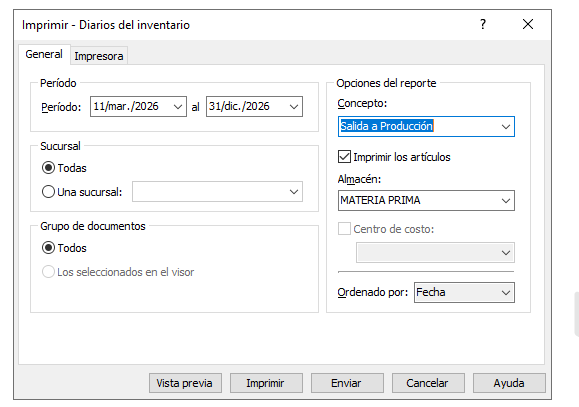 Imprimir - Diarios del inventario
?
General
Impresora
Período
Período: 11/mar./2026 al 31/dic./2026
Sucursal
Todas
Una sucursal:
Grupo de documentos
Todos
Los seleccionados en el visor
Opciones del reporte
Concepto:
Salida a Producción
Imprimir los artículos
Almacén:
MATERIA PRIMA
Centro de costo:
Ordenado por: Fecha
Vista previa
Imprimir
Enviar
Cancelar
Ayuda